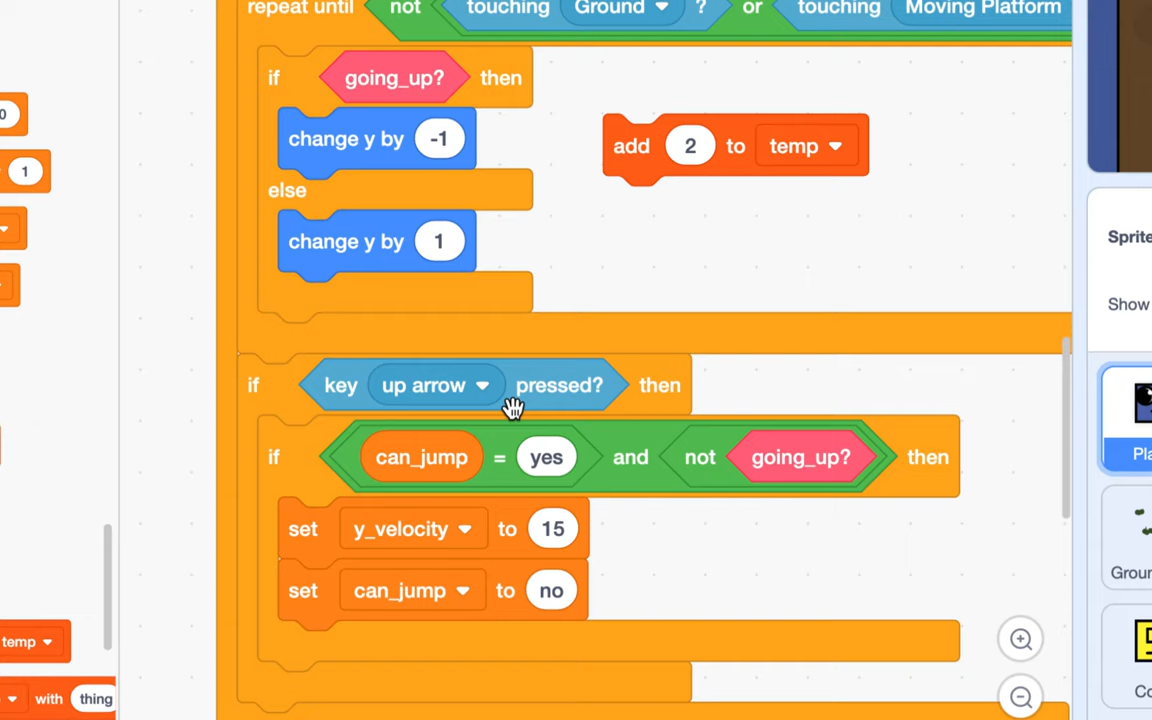 repeat until not touching Ground ? or touching Moving Platform
if going_up? then
change y by -1
add 2 to temp
else
change y by 1
if key up arrow pressed? then
if can_jump = yes and not going_up? then
set y_velocity to 15
set can_jump to no
0
1
temp
with thing
Sprite
Show
Pla
Groun
Co